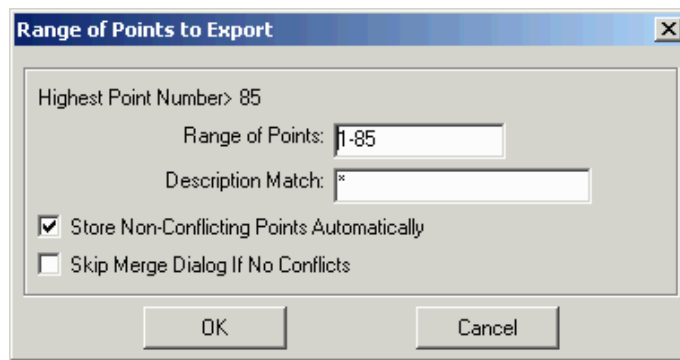 Range of Points to Export
Highest Point Number> 85
Range of Points: 1-85
Description Match: *
Store Non-Conflicting Points Automatically
Skip Merge Dialog If No Conflicts
OK Cancel